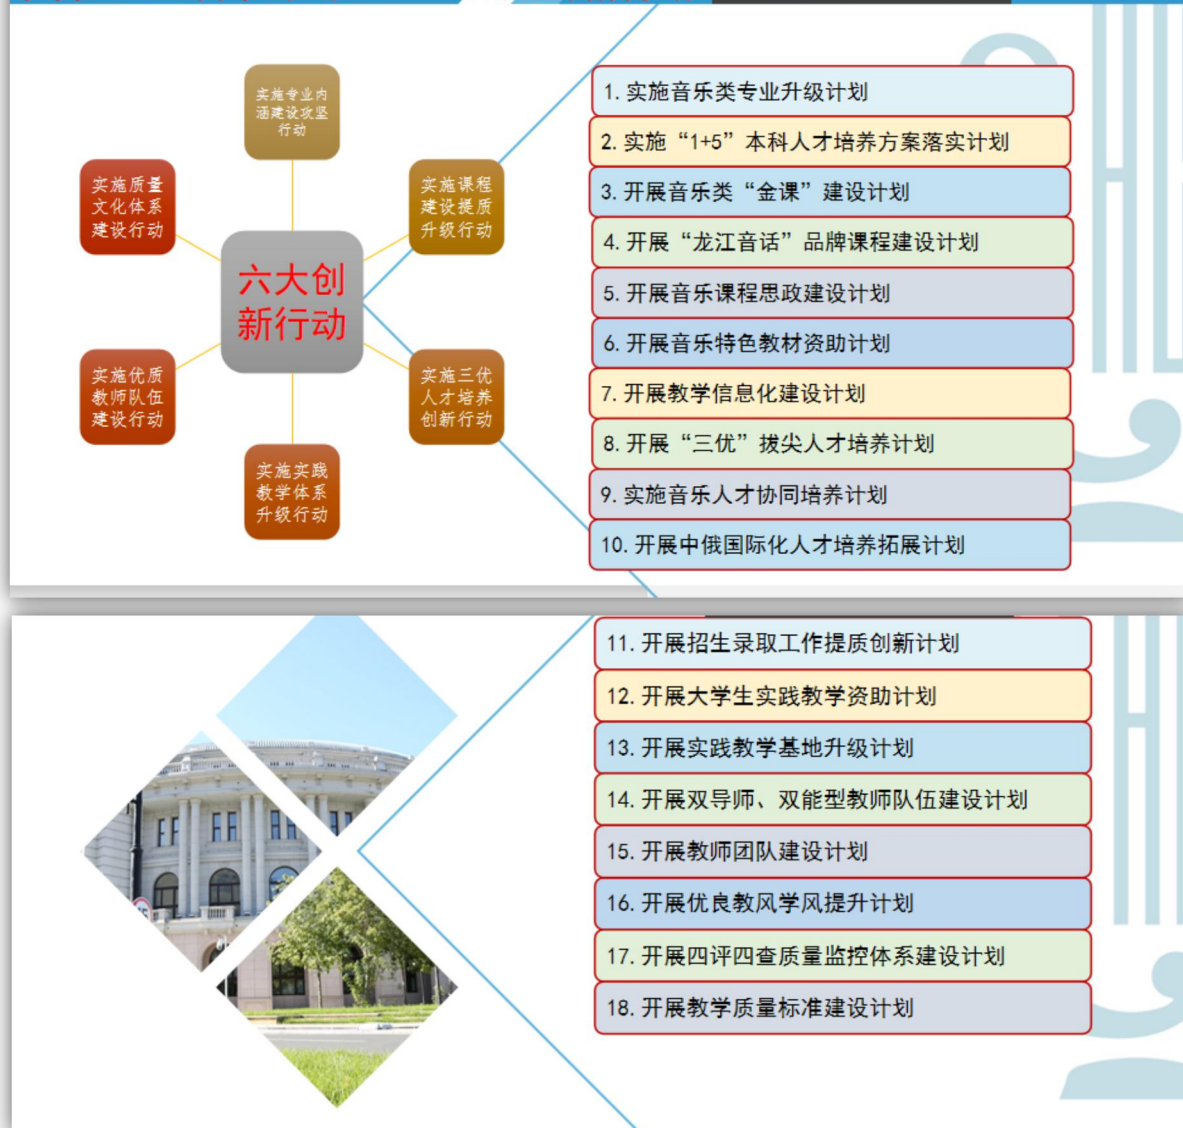 实施专业内
涵建设攻坚
行动
实施质量
文化体系
建设行动
实施课程
建设提质
升级行动
六大创
新行动
实施优质
教师队伍
建设行动
实施三优
人才培养
创新行动
实施实践
教学体系
升级行动
1. 实施音乐类专业升级计划
2. 实施“1+5”本科人才培养方案落实计划
3. 开展音乐类“金课”建设计划
4. 开展“龙江音话”品牌课程建设计划
5. 开展音乐课程思政建设计划
6. 开展音乐特色教材资助计划
7. 开展教学信息化建设计划
8. 开展“三优”拔尖人才培养计划
9. 实施音乐人才协同培养计划
10. 开展中俄国际化人才培养拓展计划
11. 开展招生录取工作提质创新计划
12. 开展大学生实践教学资助计划
13. 开展实践教学基地升级计划
14. 开展双导师、双能型教师队伍建设计划
15. 开展教师团队建设计划
16. 开展优良教风学风提升计划
17. 开展四评四查质量监控体系建设计划
18. 开展教学质量标准建设计划